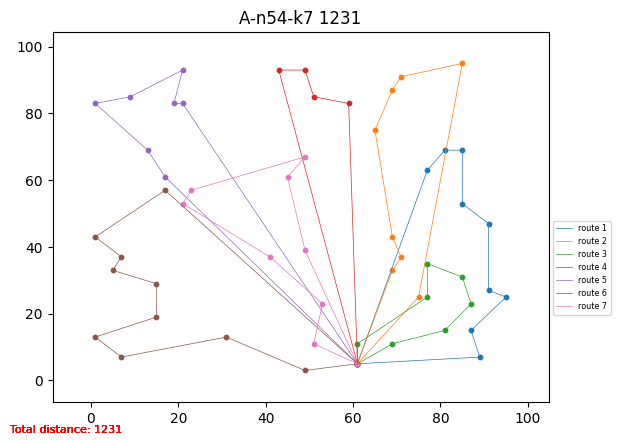 A-n54-k7 1231
100
80
60
40
20
0
0 20 40 60 80 100
route 1
route 2
route 3
route 4
route 5
route 6
route 7
Total distance: 1231